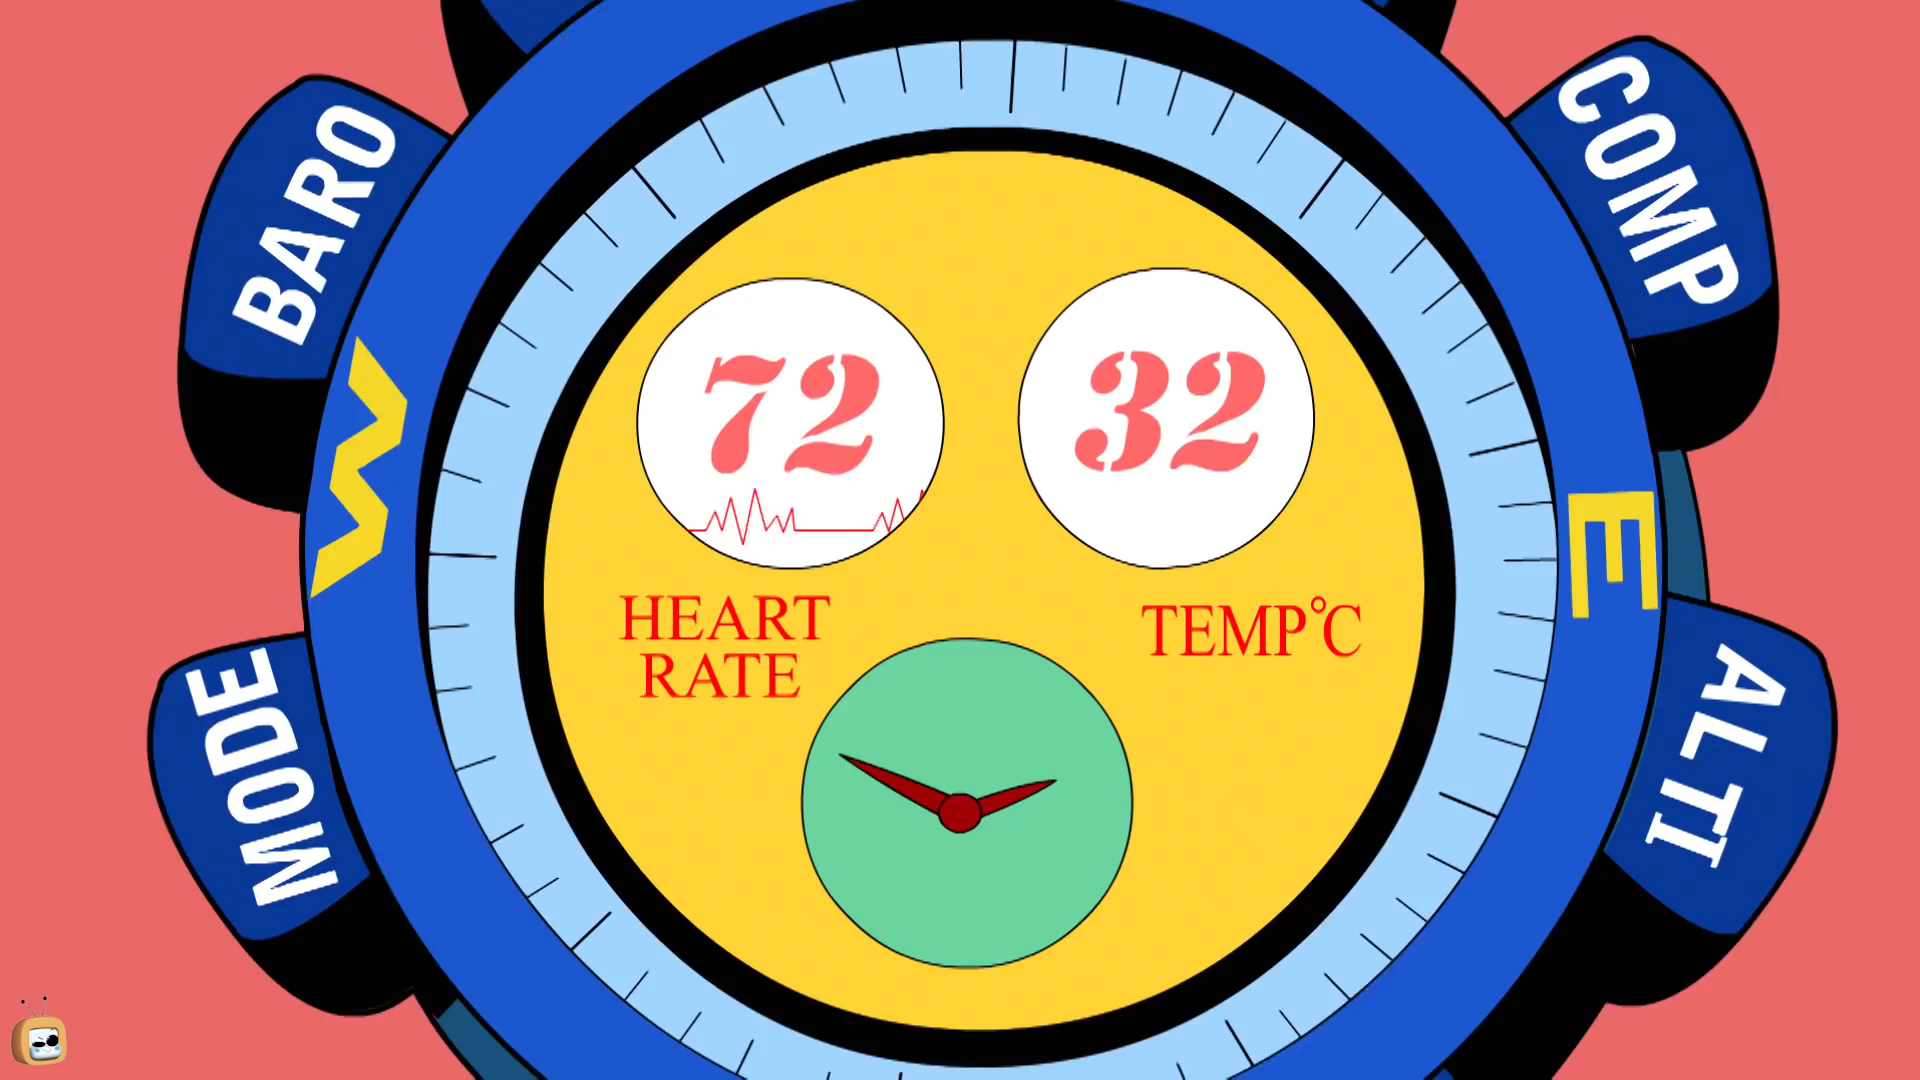 BARO
COMP
W
E
72
32
HEART
RATE
TEMP°C
MODE
ALTI